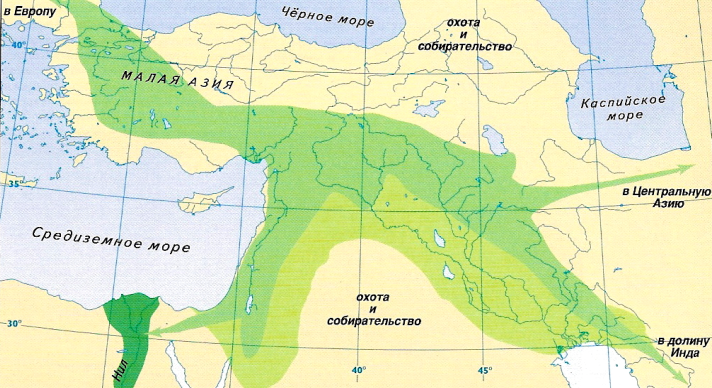 в Европу
Чёрное море
охота
и
собирательство
40°
МАЛАЯ АЗИЯ
Каспийское
море
35°
в Центральную
Азию
Средиземное море
охота
и
собирательство
30°
в долину
Инда
Нил
40°
45°